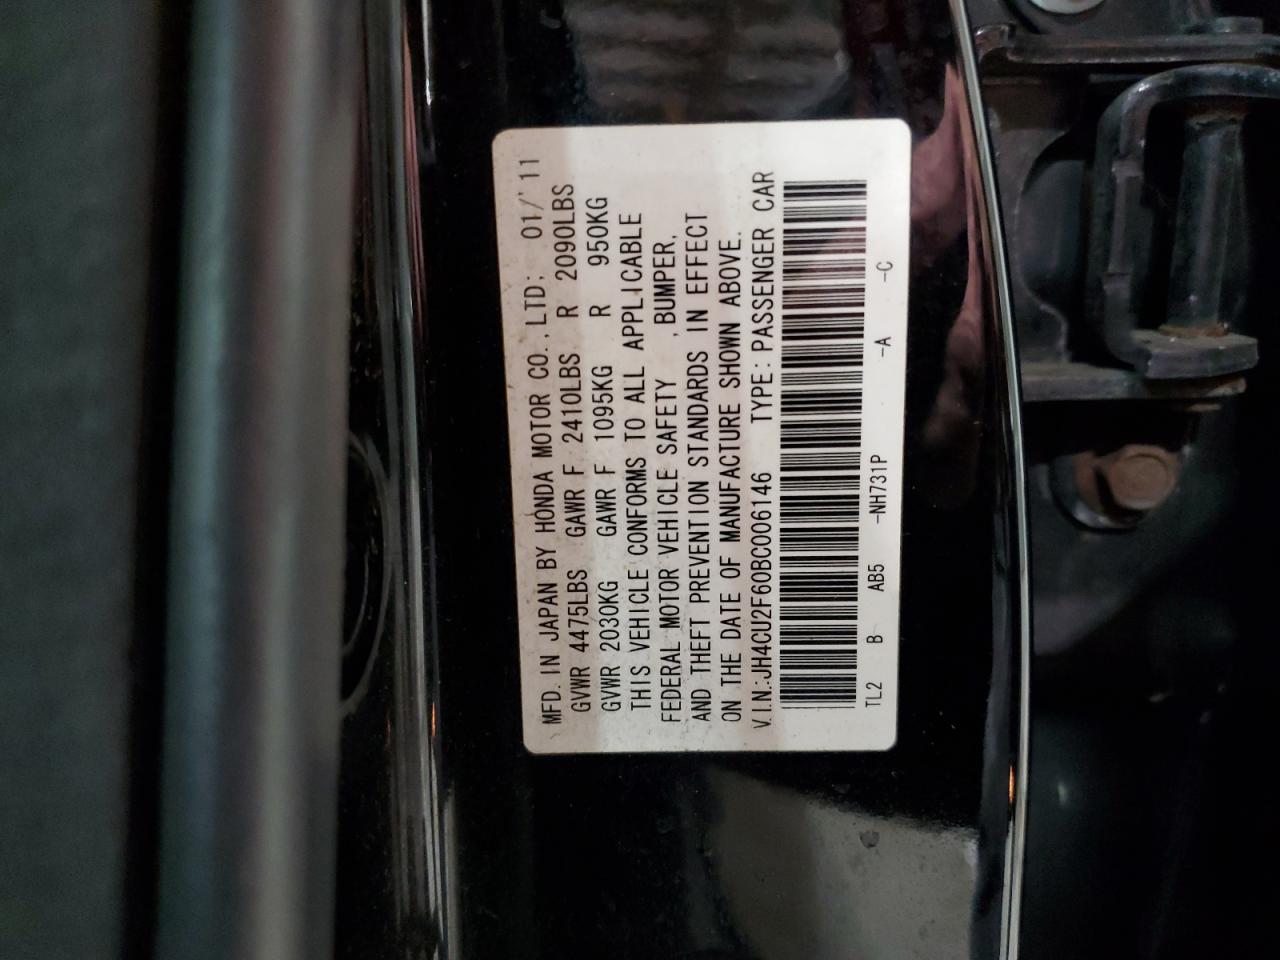 MFD. IN JAPAN BY HONDA MOTOR CO., LTD: 01/'11
GVWR 4475LBS GAWR F 2410LBS R 2090LBS
GVWR 2030KG GAWR F 1095KG R 950KG
THIS VEHICLE CONFORMS TO ALL APPLICABLE
FEDERAL MOTOR VEHICLE SAFETY ,BUMPER,
AND THEFT PREVENTION STANDARDS IN EFFECT
ON THE DATE OF MANUFACTURE SHOWN ABOVE.
V.I.N.:JH4CU2F60BC006146 TYPE: PASSENGER CAR
TL2 B AB5 -NH731P -A -C